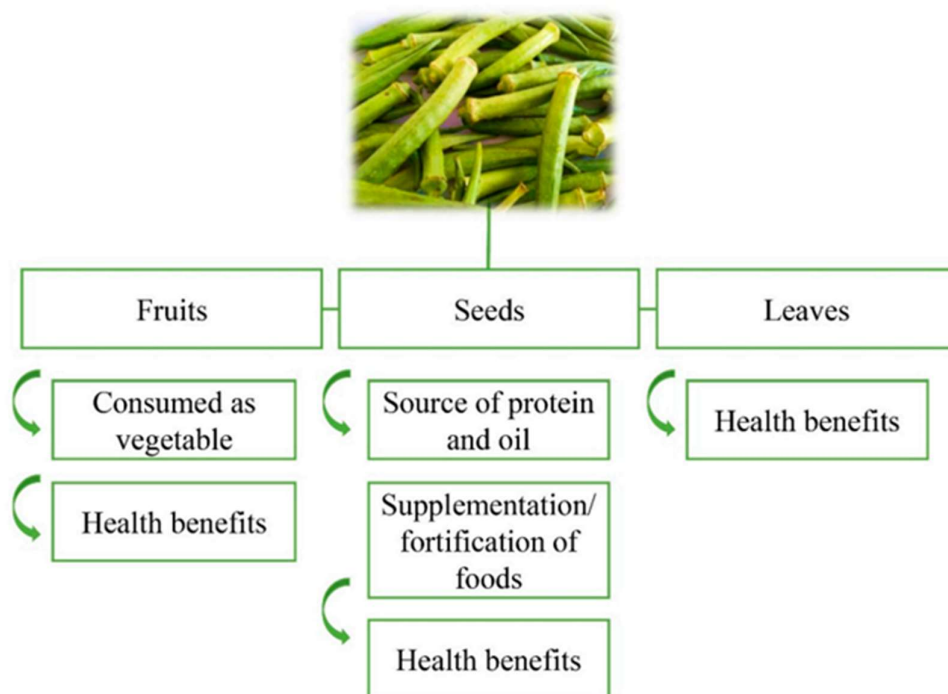 Fruits
Seeds
Leaves
Consumed as
vegetable
Health benefits
Source of protein
and oil
Supplementation/
fortification of
foods
Health benefits
Health benefits